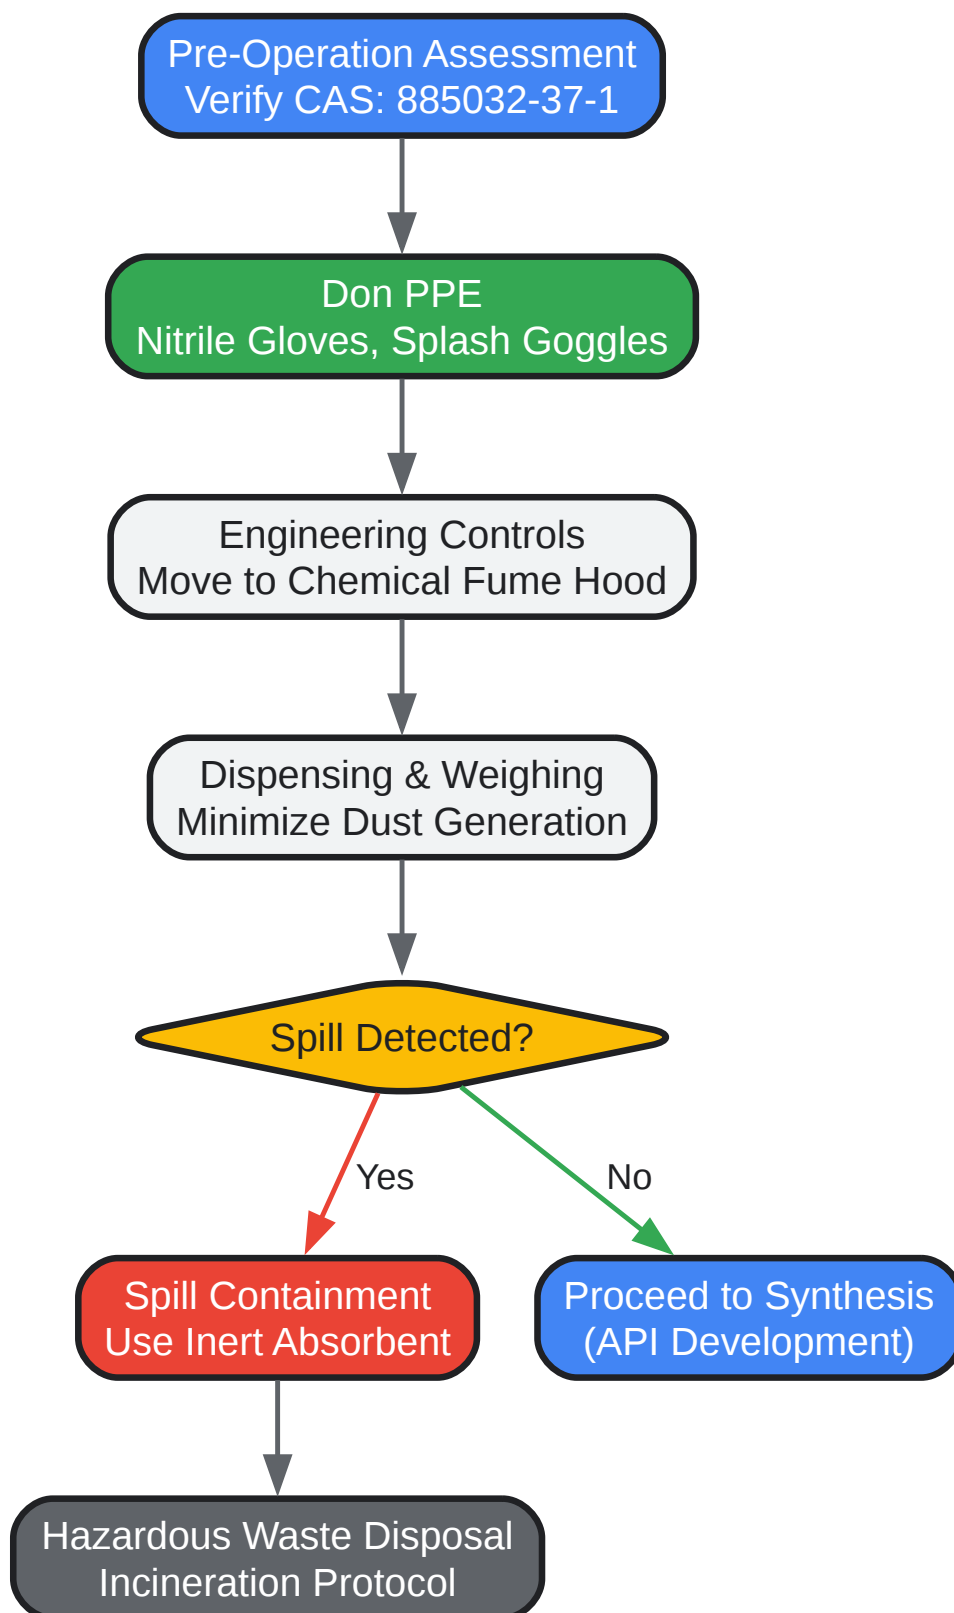 Pre-Operation Assessment
Verify CAS: 885032-37-1
Don PPE
Nitrile Gloves, Splash Goggles
Engineering Controls
Move to Chemical Fume Hood
Dispensing & Weighing
Minimize Dust Generation
Spill Detected?
Yes
No
Spill Containment
Use Inert Absorbent
Proceed to Synthesis
(API Development)
Hazardous Waste Disposal
Incineration Protocol